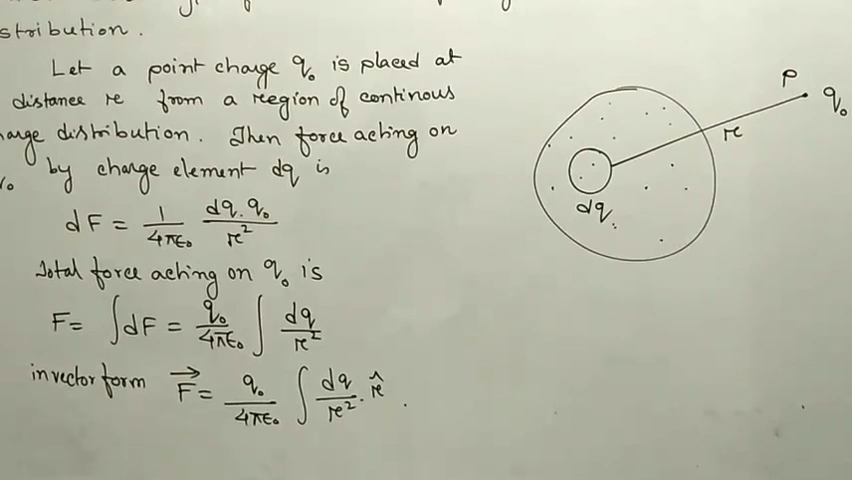 stribution.
Let a point charge q₀ is placed at
distance r from a region of continous
harge distribution. Then force acting on
by charge element dq is
dF = 1/4πε₀ dq.q₀/r²
Total force acting on q₀ is
F = ∫dF = q₀/4πε₀ ∫ dq/r²
in vector form F⃗ = q₀/4πε₀ ∫ dq/r² . r̂ .
P
q₀
r
dq